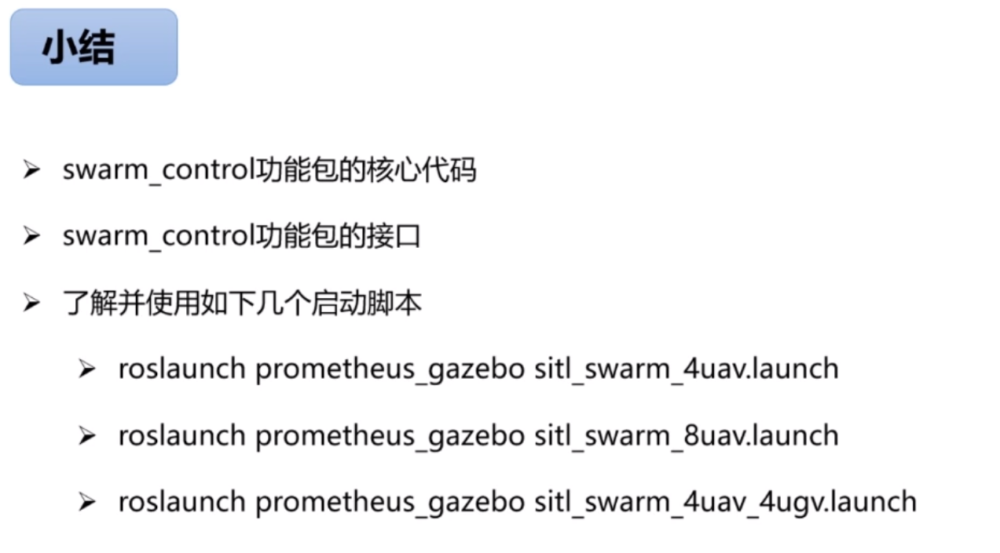 小结
swarm_control功能包的核心代码
swarm_control功能包的接口
了解并使用如下几个启动脚本
roslaunch prometheus_gazebo sitl_swarm_4uav.launch
roslaunch prometheus_gazebo sitl_swarm_8uav.launch
roslaunch prometheus_gazebo sitl_swarm_4uav_4ugv.launch